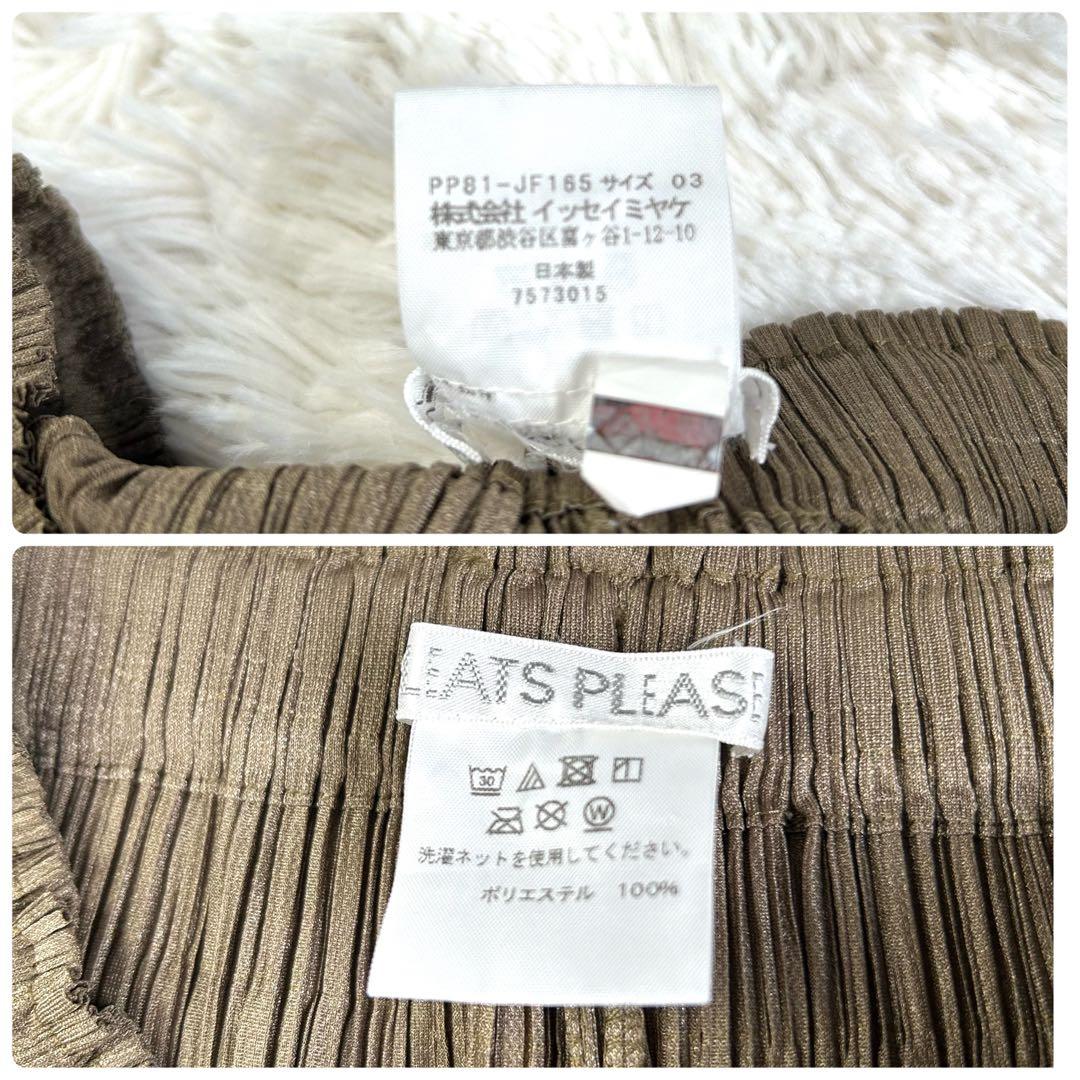 PP81-JF165 サイズ 03
株式会社 イッセイミヤケ
東京都渋谷区富ヶ谷1-12-10
日本製
7573015
EATS PLEAS
30
W
洗濯ネットを使用してください。
ポリエステル 100%